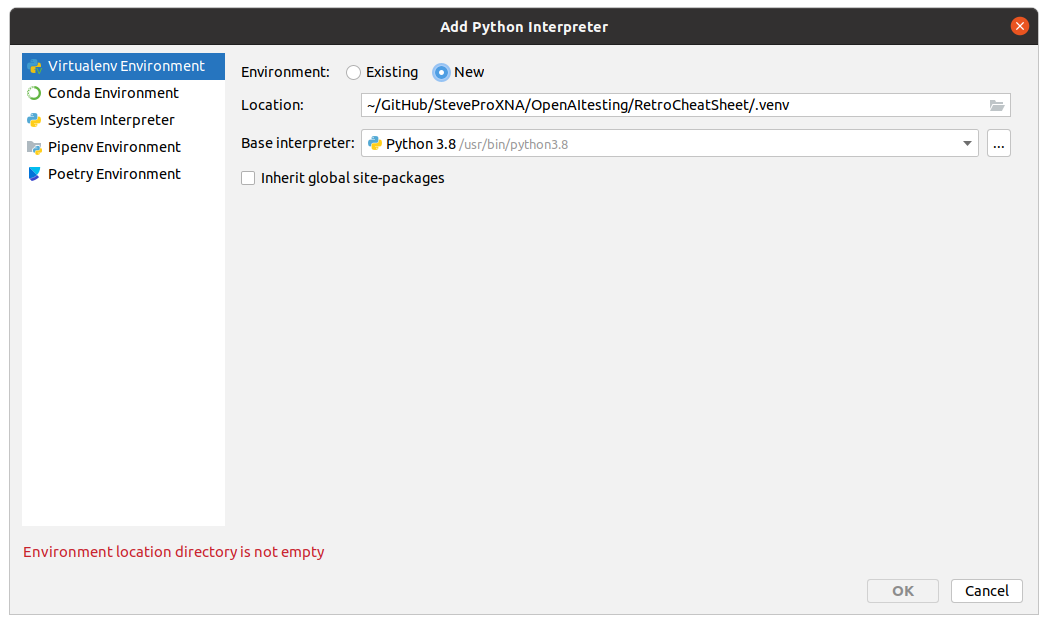 Add Python Interpreter
Virtualenv Environment
Conda Environment
System Interpreter
Pipenv Environment
Poetry Environment
Environment: Existing New
Location: ~/GitHub/SteveProXNA/OpenAItesting/RetroCheatSheet/.venv
Base interpreter: Python 3.8 /usr/bin/python3.8 ...
Inherit global site-packages
Environment location directory is not empty
OK Cancel